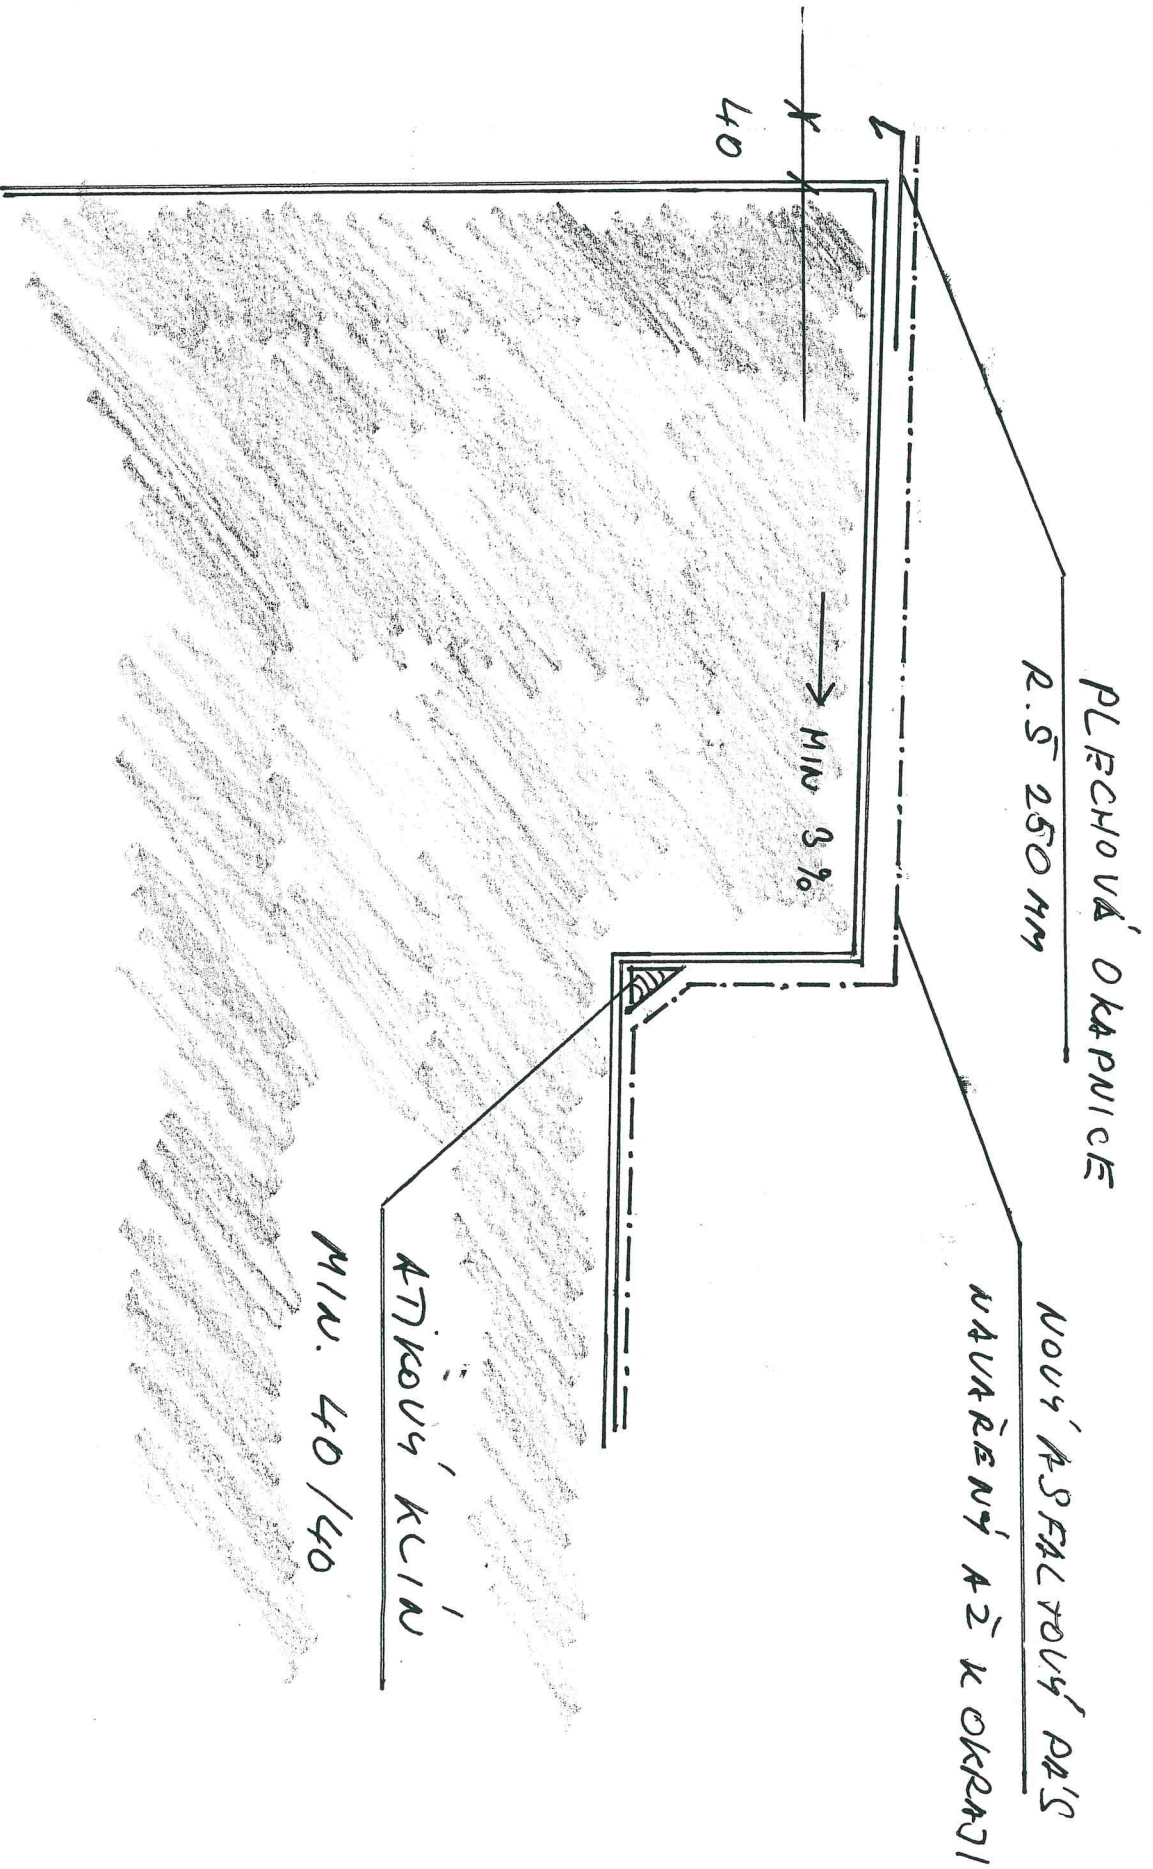 PLECHOVÁ OKAPNICE
R.Š 250 MM
NOVÝ ASFALTOVÝ PÁS
NAVAŘENÝ AŽ K OKRAJI
40
MIN 3 %
ATIKOVÝ KLÍN
MIN. 40/40